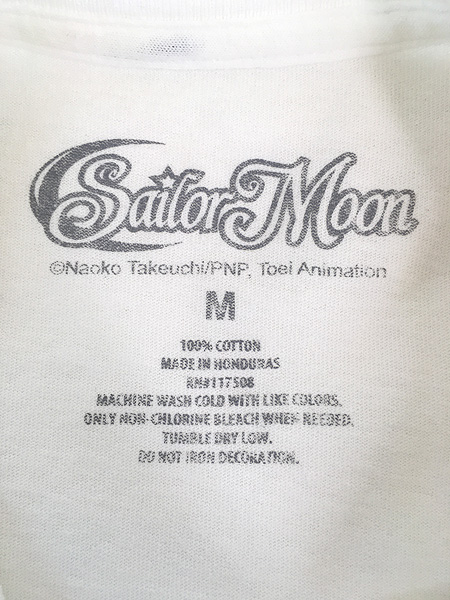 Sailor Moon
©Naoko Takeuchi/PNP, Toei Animation
M
100% COTTON
MADE IN HONDURAS
RN#117508
MACHINE WASH COLD WITH LIKE COLORS.
ONLY NON-CHLORINE BLEACH WHEN NEEDED.
TUMBLE DRY LOW.
DO NOT IRON DECORATION.